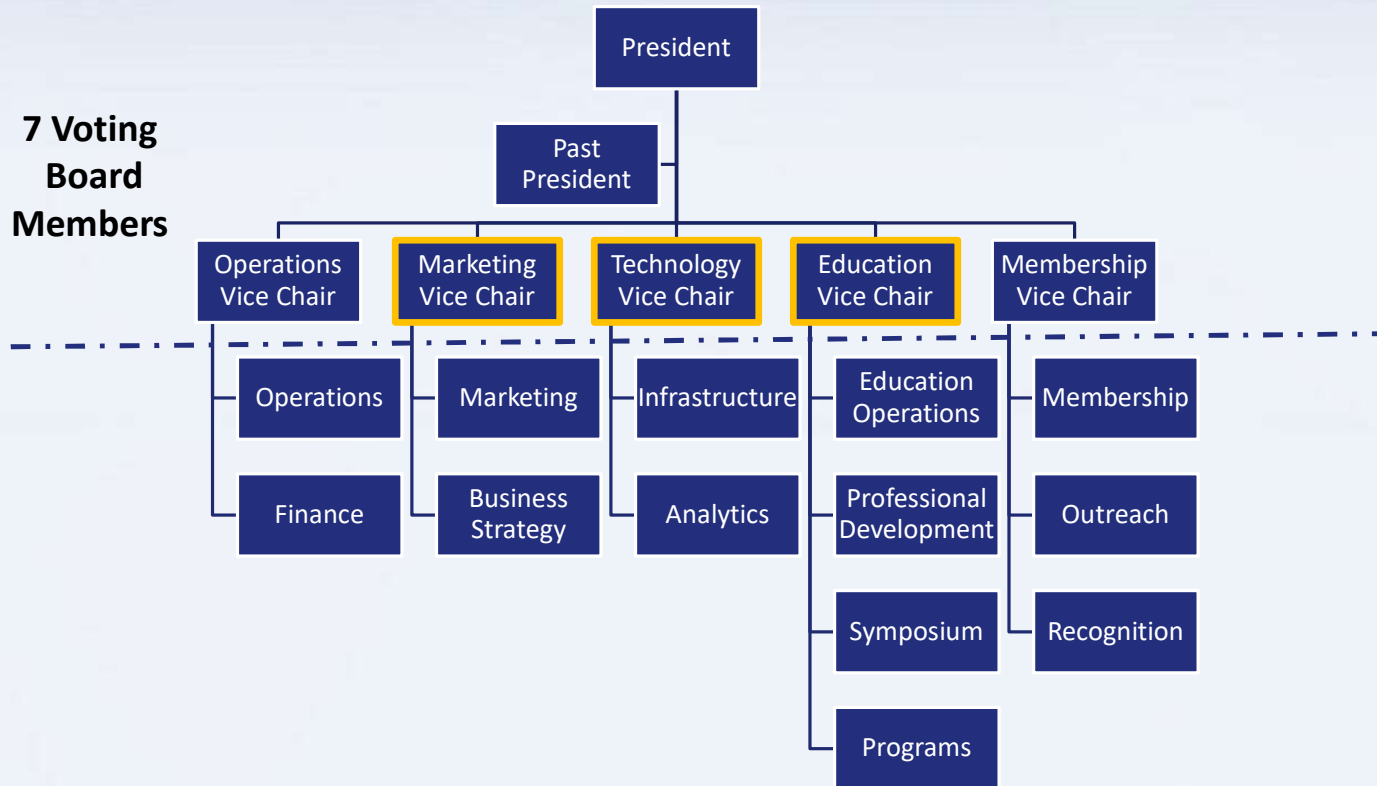 President
7 Voting
Board
Members
Past
President
Operations
Vice Chair
Marketing
Vice Chair
Technology
Vice Chair
Education
Vice Chair
Membership
Vice Chair
Operations
Marketing
Infrastructure
Education
Operations
Membership
Finance
Business
Strategy
Analytics
Professional
Development
Outreach
Symposium
Recognition
Programs